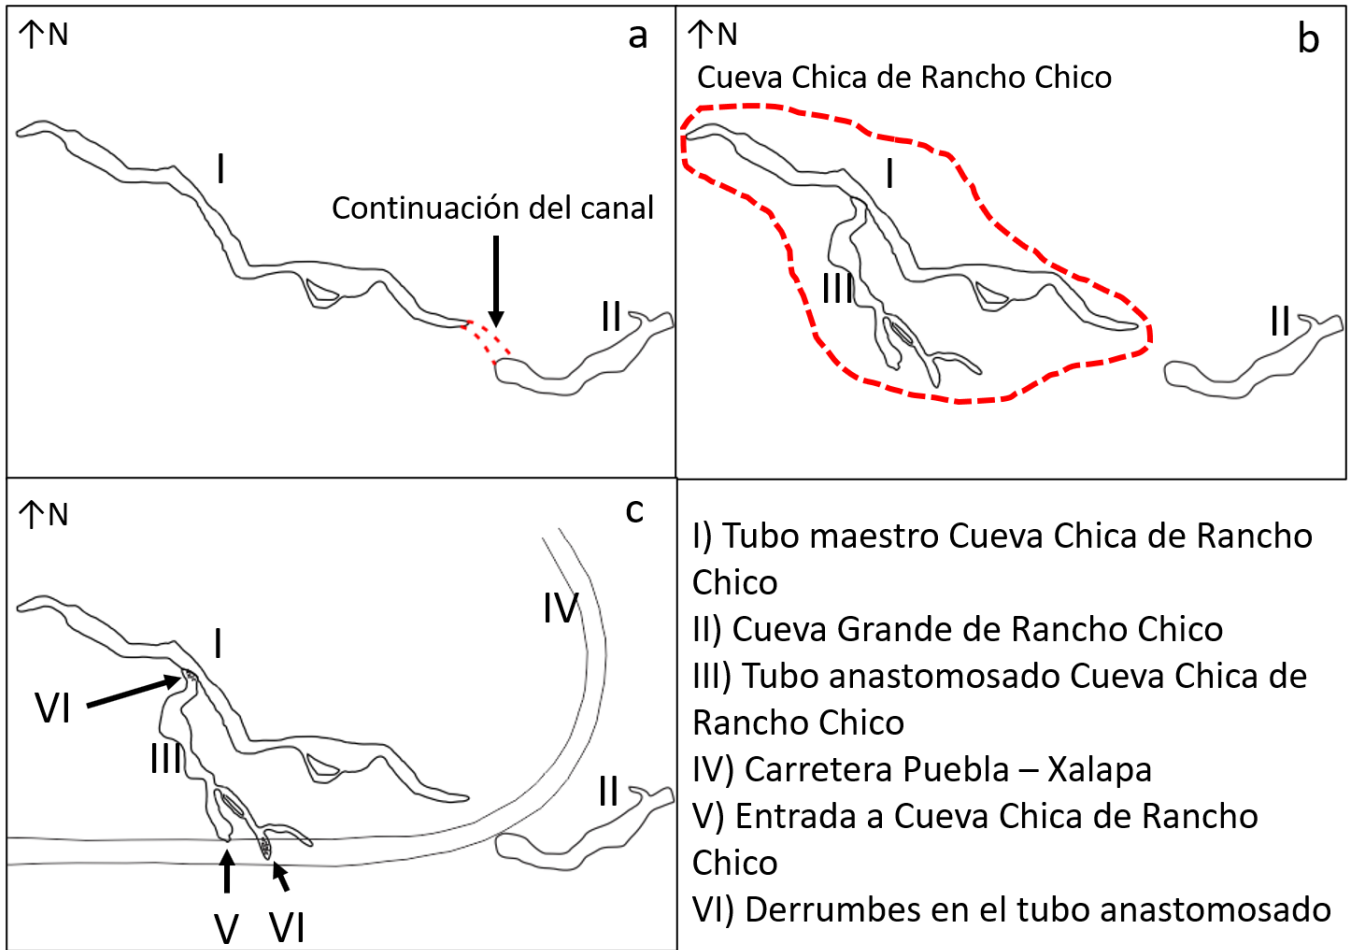 ↑N
a
I
Continuación del canal
II
↑N
b
Cueva Chica de Rancho Chico
I
III
II
↑N
c
I
IV
VI
III
II
V
VI
I) Tubo maestro Cueva Chica de Rancho
Chico
II) Cueva Grande de Rancho Chico
III) Tubo anastomosado Cueva Chica de
Rancho Chico
IV) Carretera Puebla – Xalapa
V) Entrada a Cueva Chica de Rancho
Chico
VI) Derrumbes en el tubo anastomosado